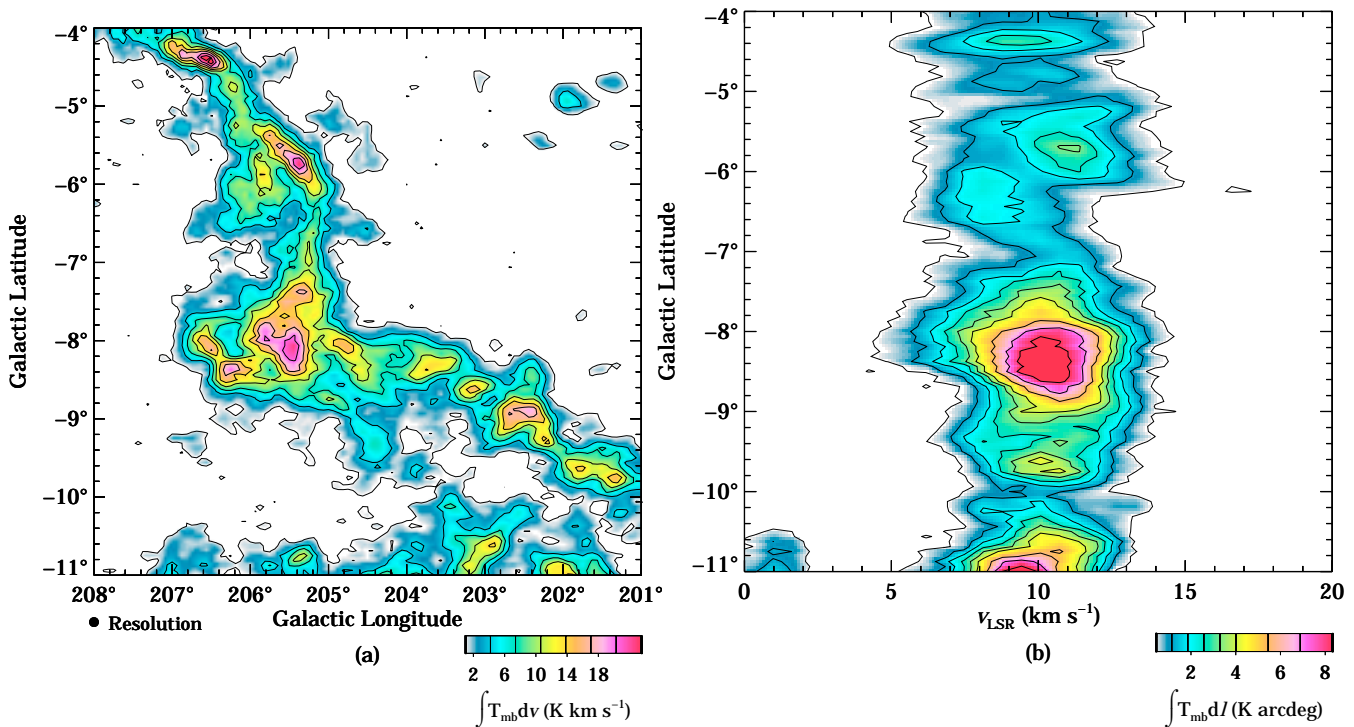 −4°
−5°
−6°
−7°
−8°
−9°
−10°
−11°
Galactic Latitude
208° 207° 206° 205° 204° 203° 202° 201°
Galactic Longitude
Resolution
(a)
2 6 10 14 18
∫ T_mb dv (K km s⁻¹)
−4°
−5°
−6°
−7°
−8°
−9°
−10°
−11°
Galactic Latitude
0 5 10 15 20
v_LSR (km s⁻¹)
(b)
2 4 6 8
∫ T_mb dl (K arcdeg)